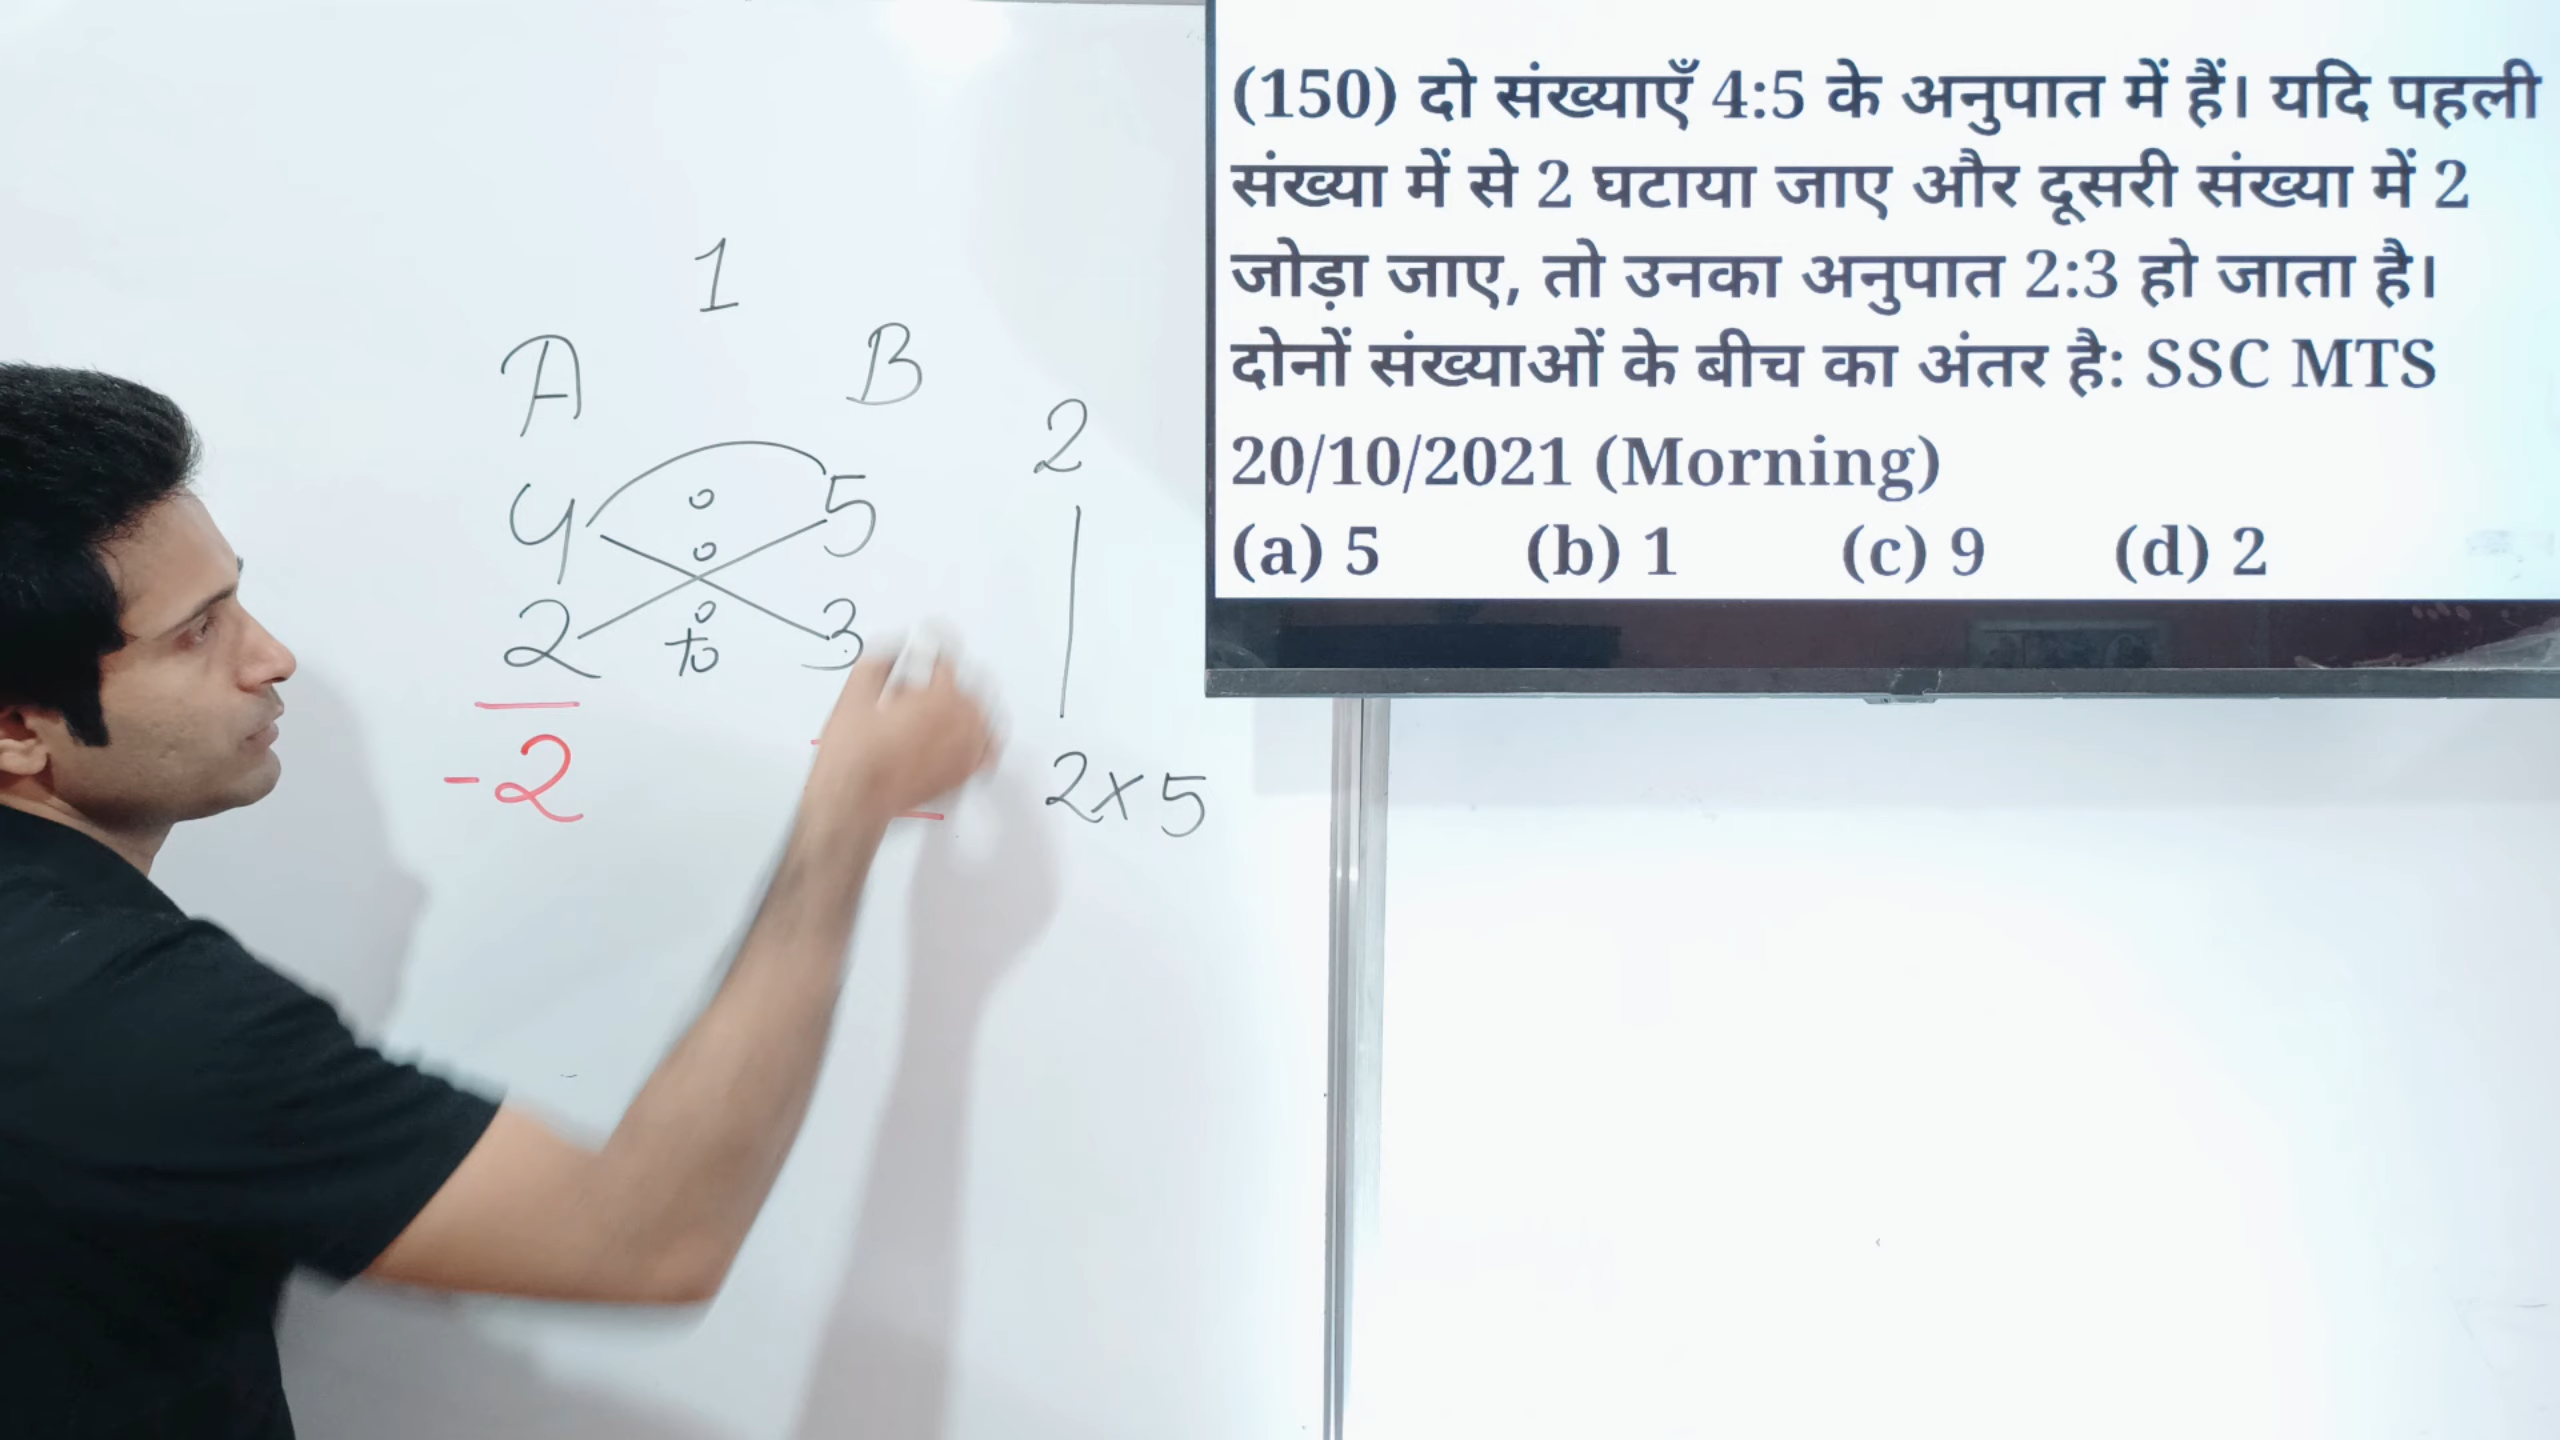 (150) दो संख्याएँ 4:5 के अनुपात में हैं। यदि पहली
संख्या में से 2 घटाया जाए और दूसरी संख्या में 2
जोड़ा जाए, तो उनका अनुपात 2:3 हो जाता है।
दोनों संख्याओं के बीच का अंतर है: SSC MTS
20/10/2021 (Morning)
(a) 5 (b) 1 (c) 9 (d) 2
1
A B
4 : 5
2 : 3
to
-2
2
2×5